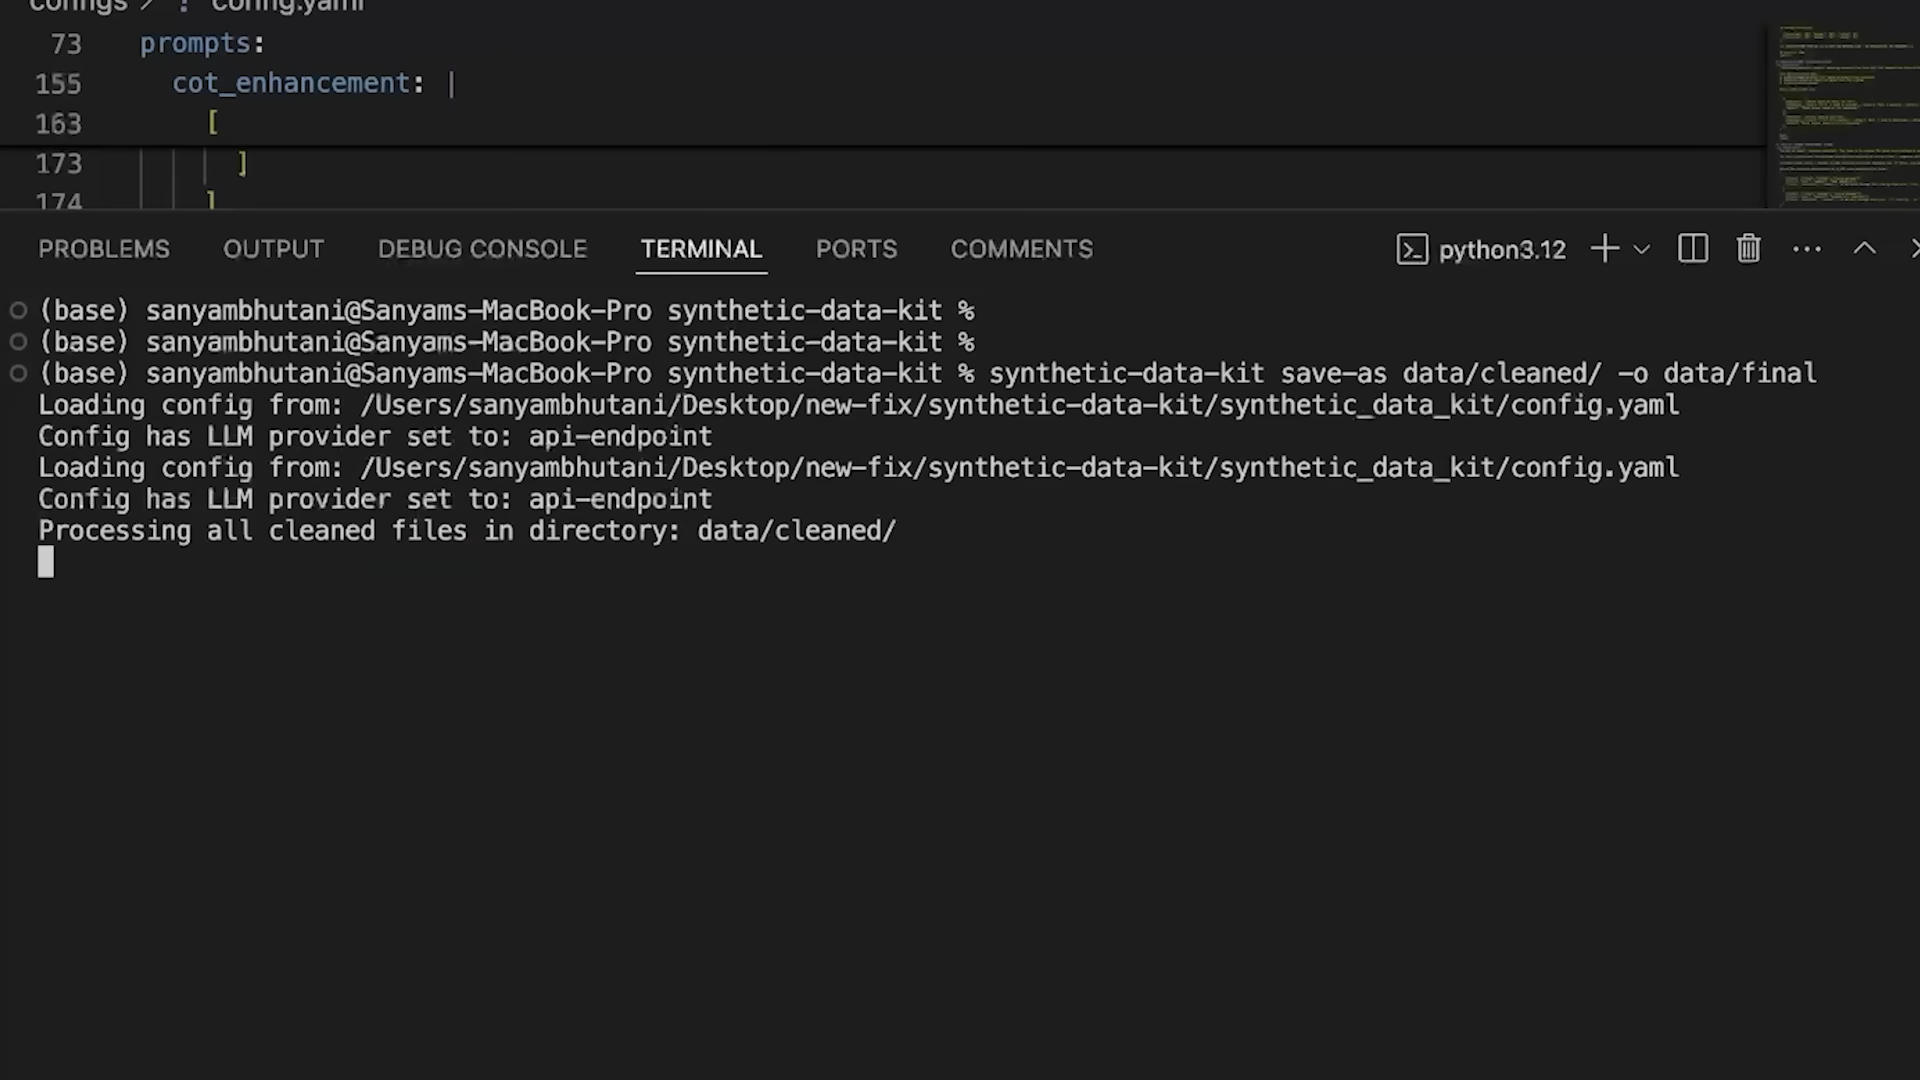 configs > ! config.yaml
73 prompts:
155 cot_enhancement: |
163 [
173 ]
174 ]
PROBLEMS OUTPUT DEBUG CONSOLE TERMINAL PORTS COMMENTS python3.12
(base) sanyambhutani@Sanyams-MacBook-Pro synthetic-data-kit %
(base) sanyambhutani@Sanyams-MacBook-Pro synthetic-data-kit %
(base) sanyambhutani@Sanyams-MacBook-Pro synthetic-data-kit % synthetic-data-kit save-as data/cleaned/ -o data/final
Loading config from: /Users/sanyambhutani/Desktop/new-fix/synthetic-data-kit/synthetic_data_kit/config.yaml
Config has LLM provider set to: api-endpoint
Loading config from: /Users/sanyambhutani/Desktop/new-fix/synthetic-data-kit/synthetic_data_kit/config.yaml
Config has LLM provider set to: api-endpoint
Processing all cleaned files in directory: data/cleaned/